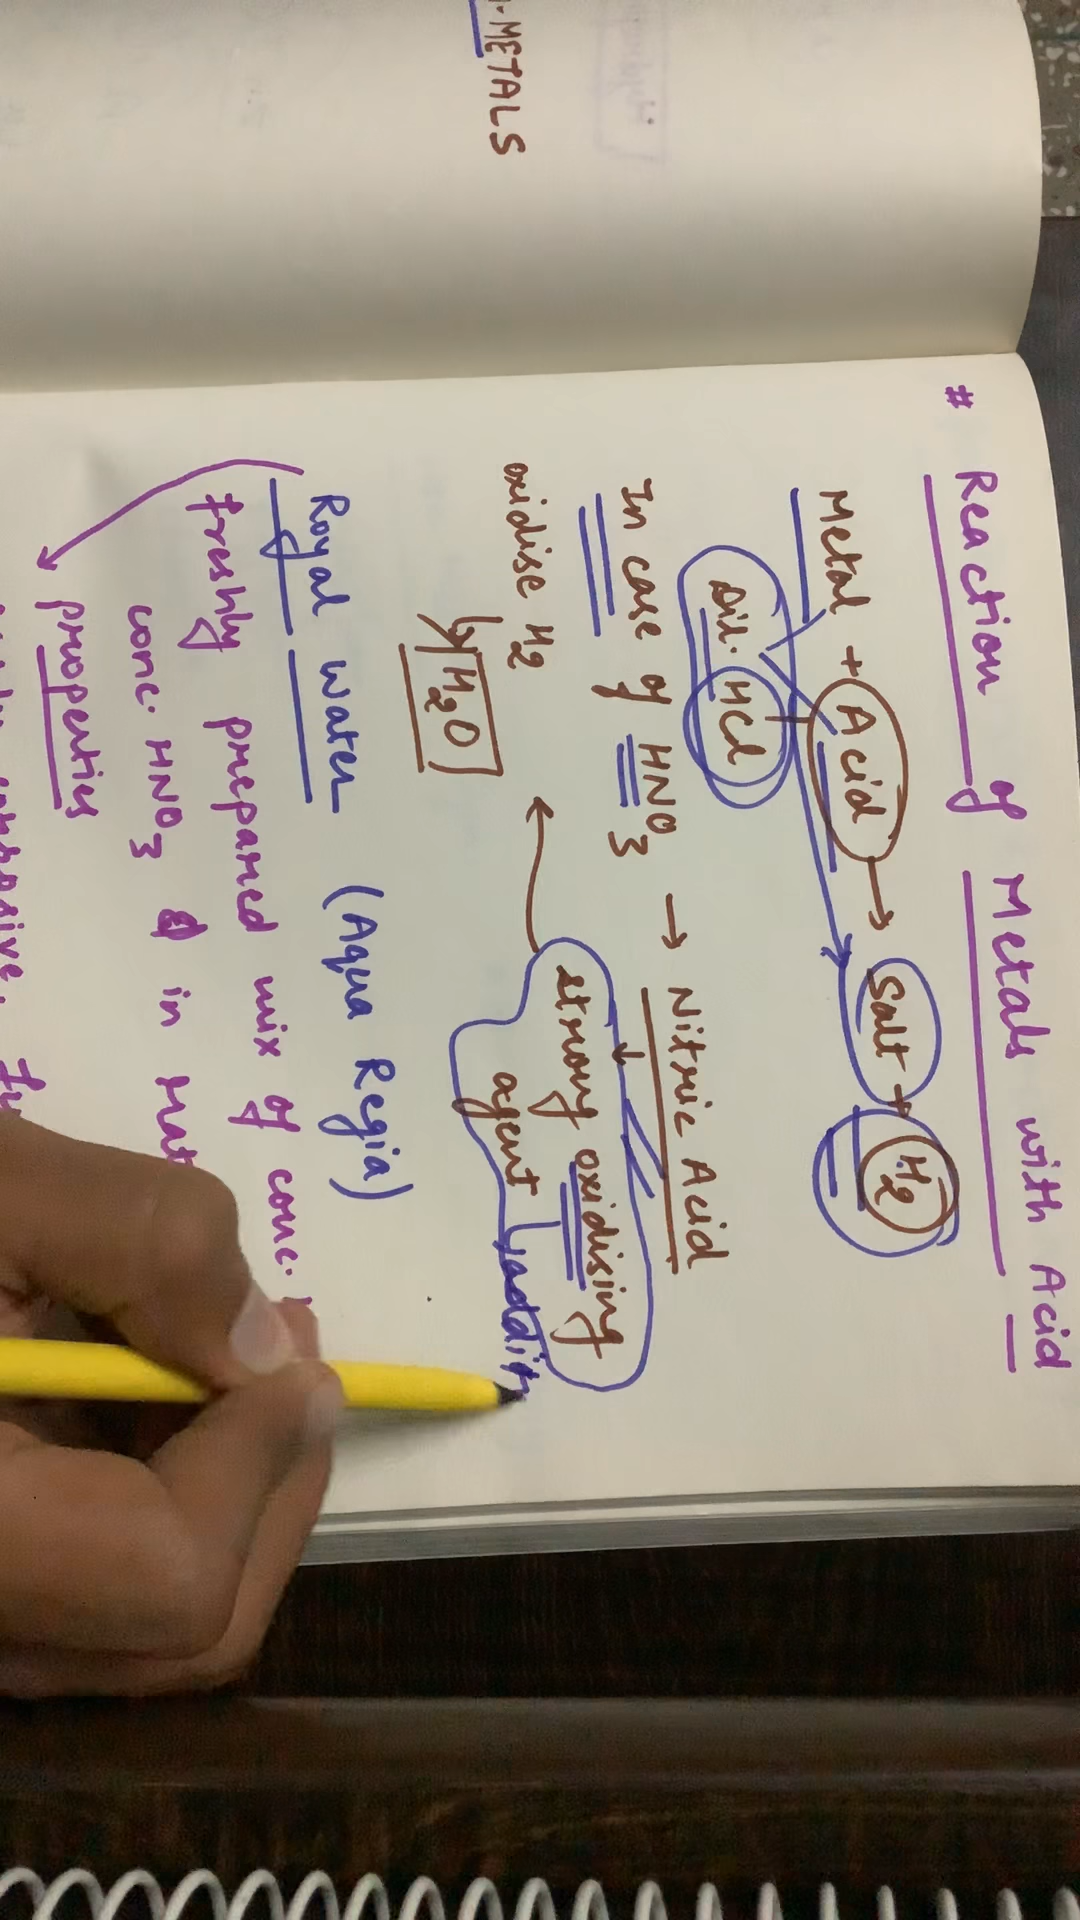 -METALS
# Reaction of Metals with Acid
Metal + Acid → Salt + H₂
dil. HCl
In case of HNO₃ → Nitric Acid
oxidise H₂
strong oxidising
agent
H₂O
Royal Water (Aqua Regia)
freshly prepared mix of conc.
conc. HNO₃ in
properties